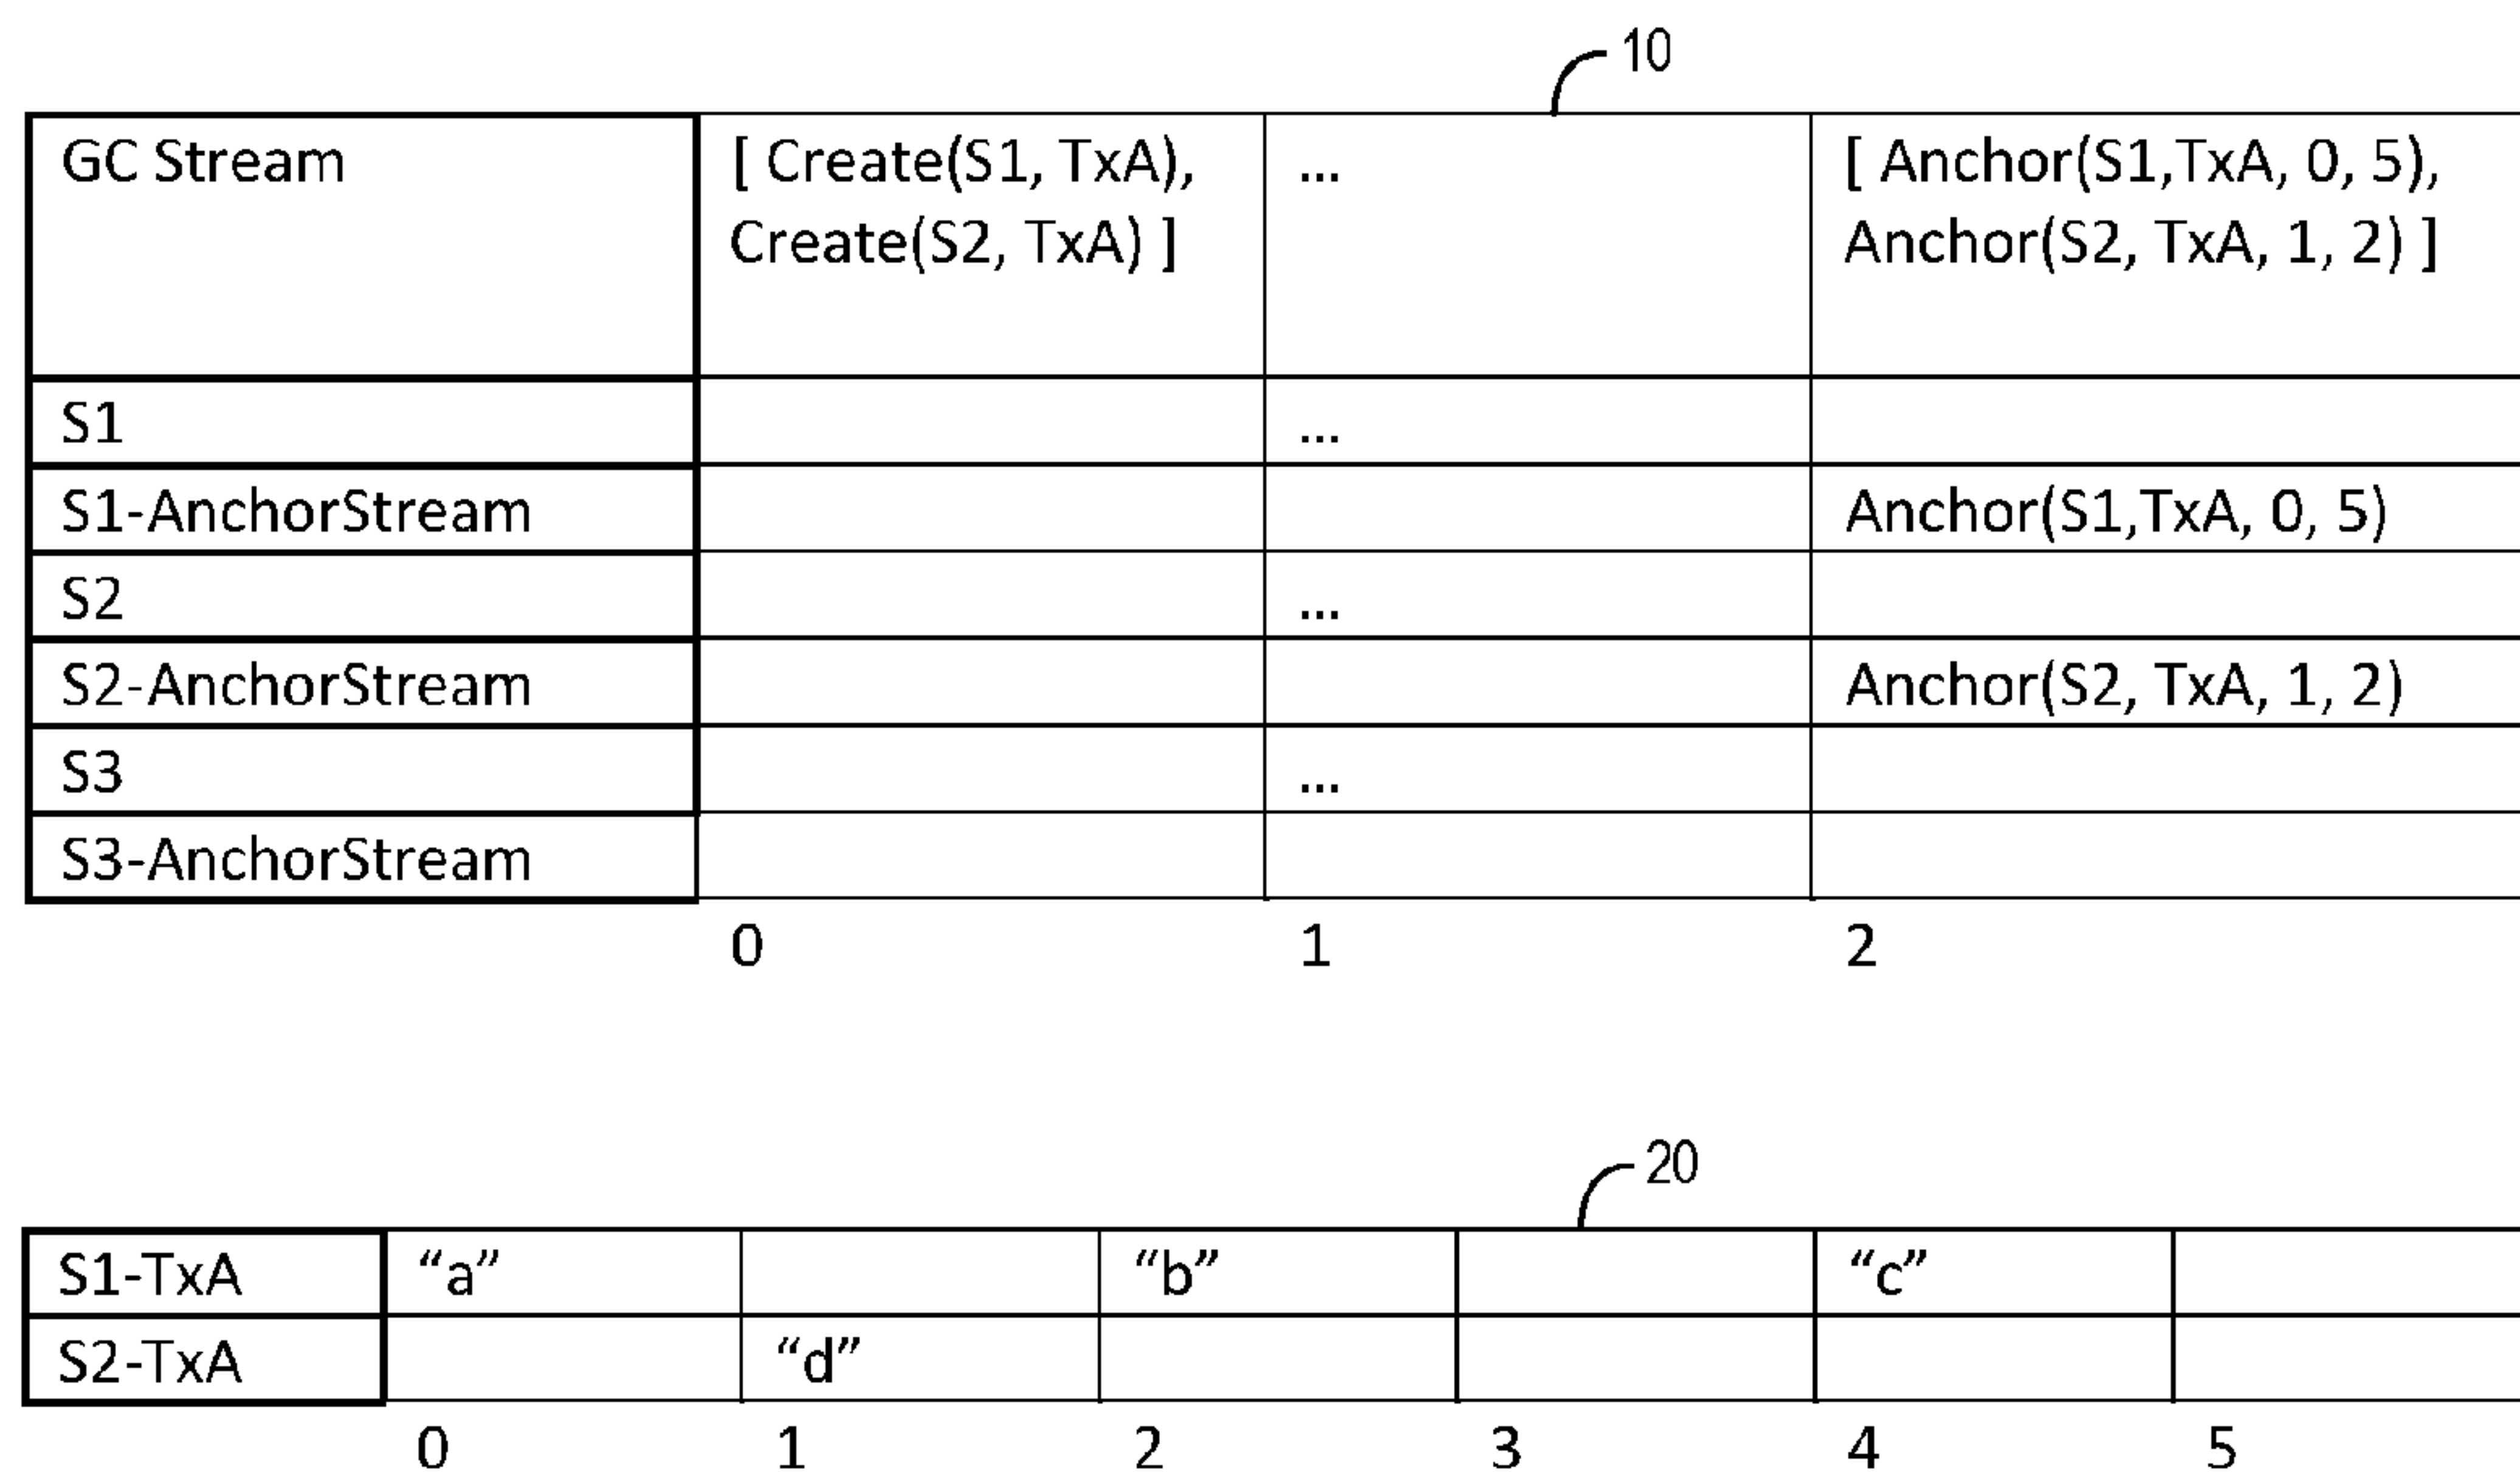 10
GC Stream [ Create(S1, TxA), ... [ Anchor(S1,TxA, 0, 5),
Create(S2, TxA) ] Anchor(S2, TxA, 1, 2) ]
S1 ...
S1-AnchorStream Anchor(S1,TxA, 0, 5)
S2 ...
S2-AnchorStream Anchor(S2, TxA, 1, 2)
S3 ...
S3-AnchorStream
0 1 2
20
S1-TxA “a” “b” “c”
S2-TxA “d”
0 1 2 3 4 5